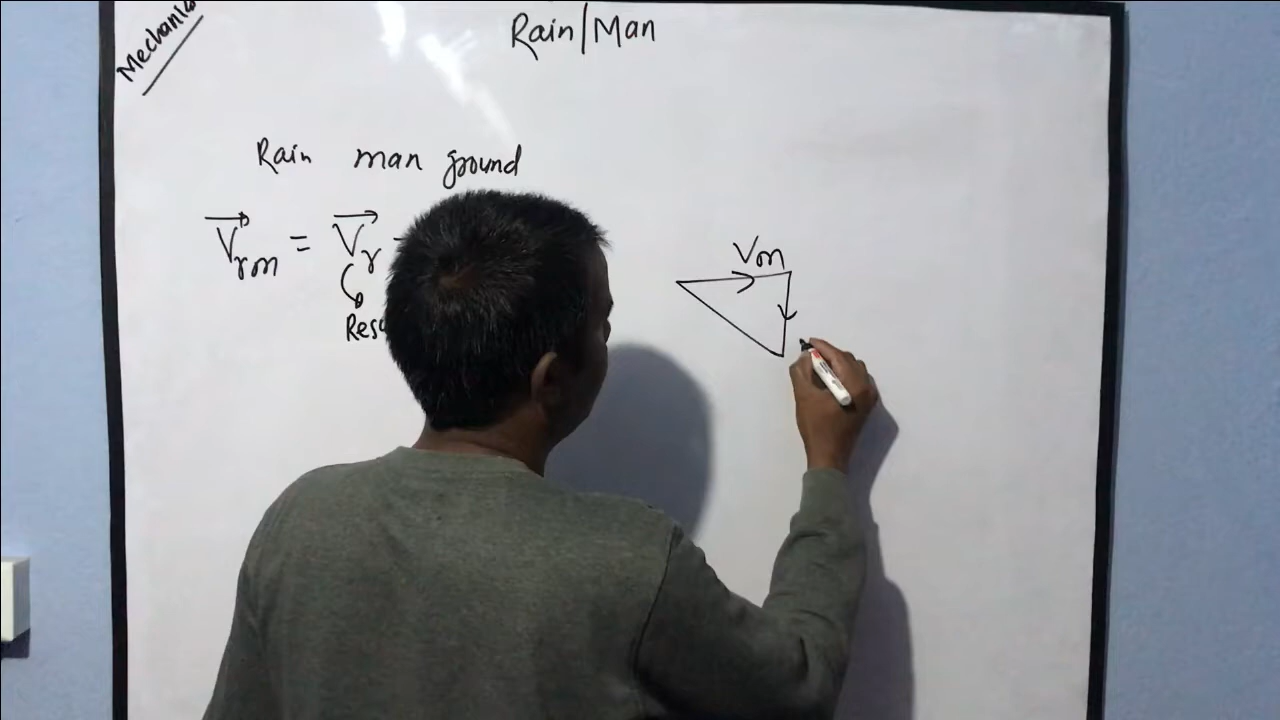 Mechanics
Rain/Man
Rain man ground
V⃗rm = V⃗r -
Vm